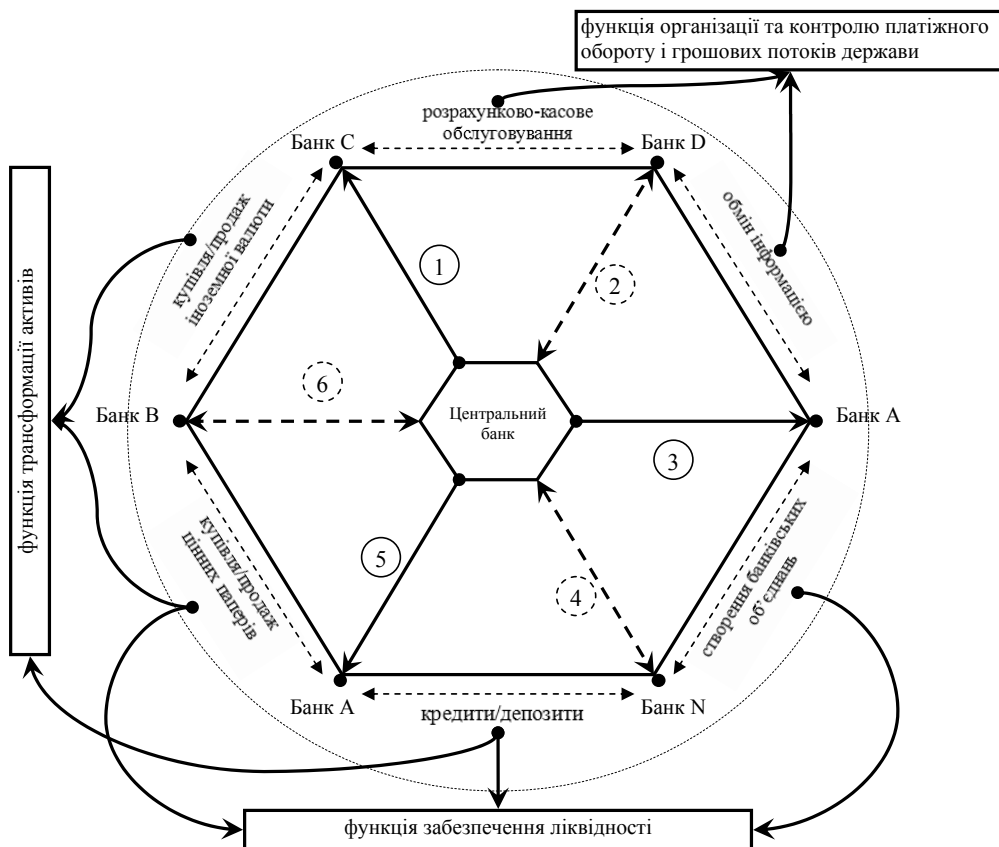 функція організації та контролю платіжного
обороту і грошових потоків держави
розрахунково-касове
обслуговування
Банк C
Банк D
купівля/продаж
іноземної валюти
обмін інформацією
1
2
функція трансформації активів
6
Банк B
Центральний
банк
Банк A
3
5
4
купівля/продаж
цінних паперів
створення банківських
об’єднань
Банк A
кредити/депозити
Банк N
функція забезпечення ліквідності